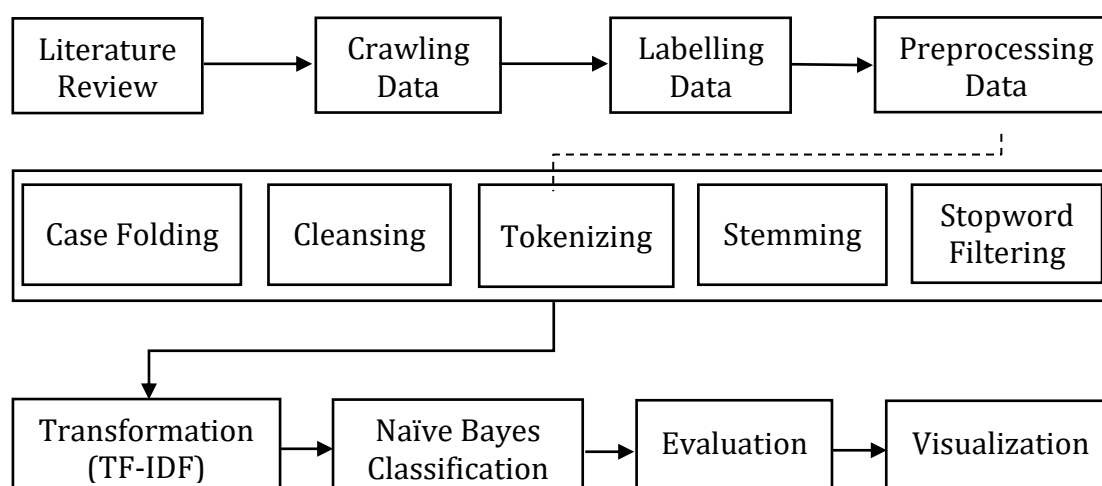 Literature
Review
Crawling
Data
Labelling
Data
Preprocessing
Data
Case Folding
Cleansing
Tokenizing
Stemming
Stopword
Filtering
Transformation
(TF-IDF)
Naïve Bayes
Classification
Evaluation
Visualization